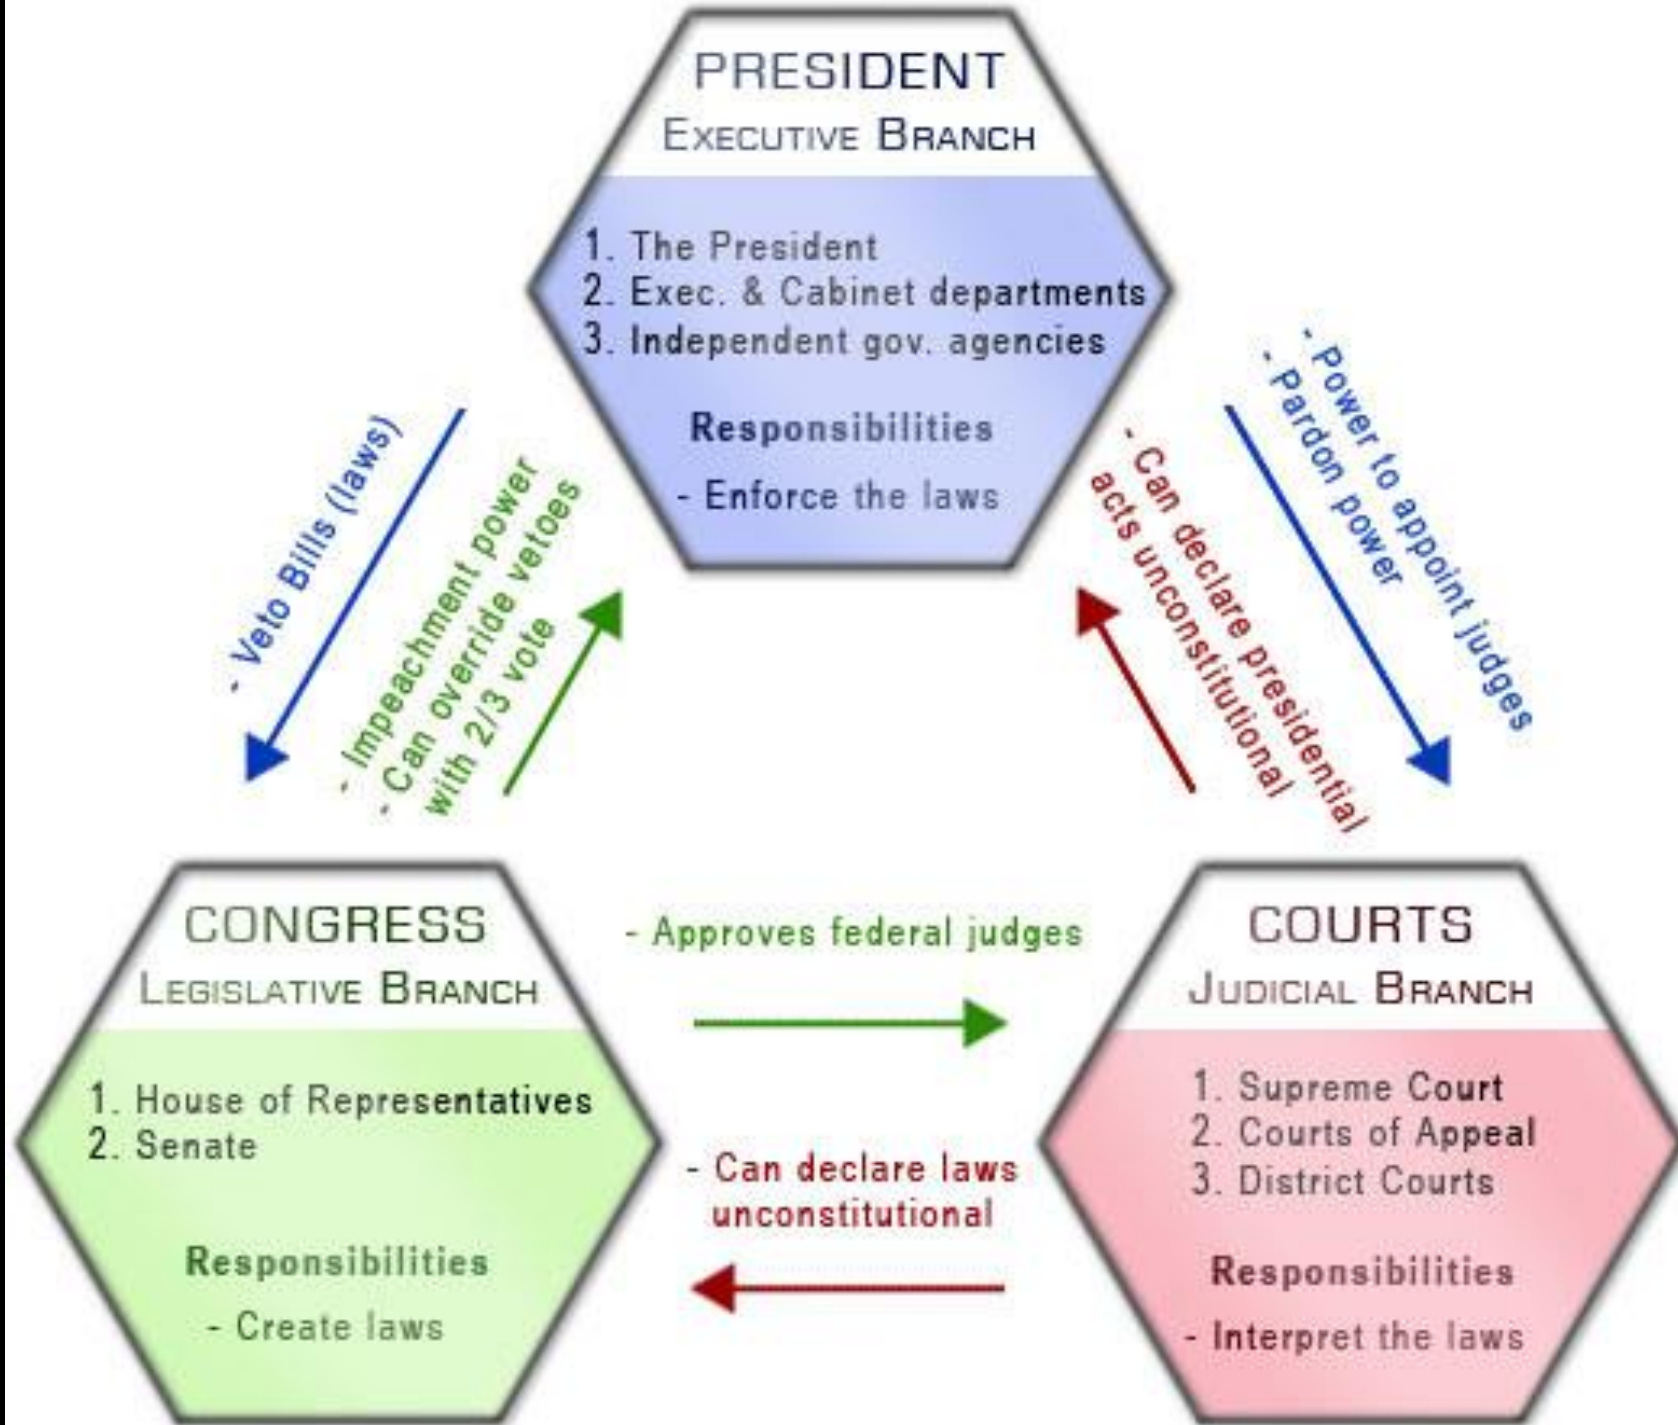 PRESIDENT
EXECUTIVE BRANCH
1. The President
2. Exec. & Cabinet departments
3. Independent gov. agencies
Responsibilities
- Enforce the laws
- Veto Bills (laws)
- Impeachment power
- Can override vetoes
with 2/3 vote
- Can declare presidential
acts unconstitutional
- Power to appoint judges
- Pardon power
CONGRESS
LEGISLATIVE BRANCH
1. House of Representatives
2. Senate
Responsibilities
- Create laws
- Approves federal judges
- Can declare laws
unconstitutional
COURTS
JUDICIAL BRANCH
1. Supreme Court
2. Courts of Appeal
3. District Courts
Responsibilities
- Interpret the laws